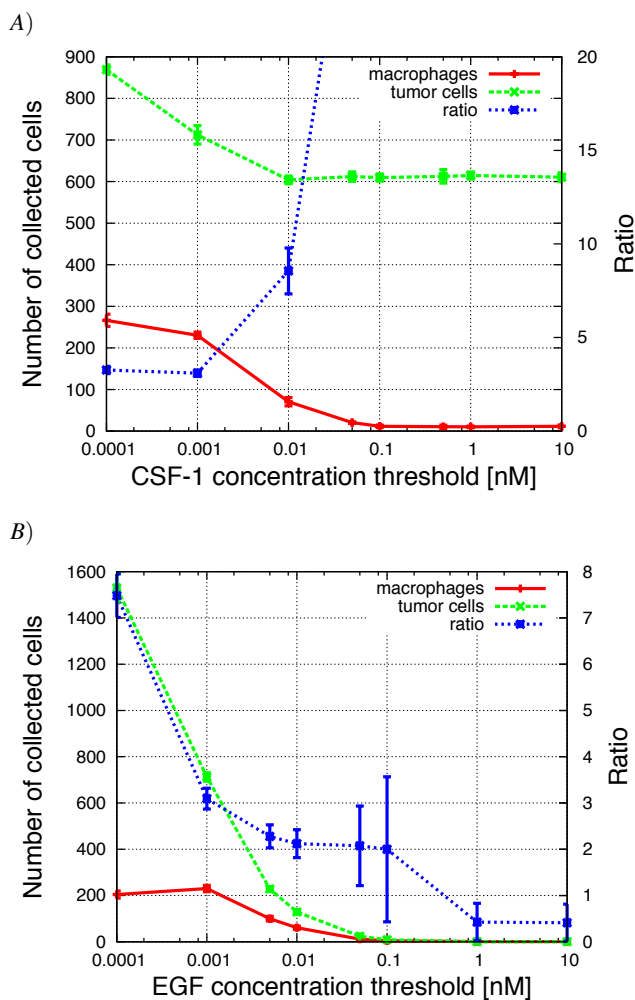 A)
900
800
700
600
500
400
300
200
100
0
Number of collected cells
macrophages
tumor cells
ratio
20
15
10
5
0
Ratio
0.0001 0.001 0.01 0.1 1 10
CSF-1 concentration threshold [nM]
B)
1600
1400
1200
1000
800
600
400
200
0
Number of collected cells
macrophages
tumor cells
ratio
8
7
6
5
4
3
2
1
0
Ratio
0.0001 0.001 0.01 0.1 1 10
EGF concentration threshold [nM]